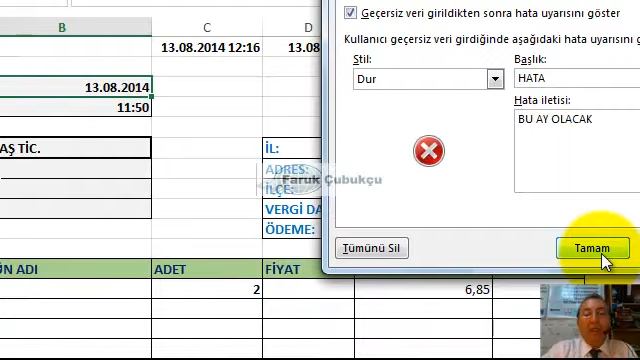 B C D
13.08.2014 12:16 13.08
13.08.2014
11:50
AŞ TİC.
İL:
ADRES:
İLÇE:
VERGİ DA
ÖDEME:
ÜN ADI ADET FİYAT
2 6,85
Geçersiz veri girildikten sonra hata uyarısını göster
Kullanıcı geçersiz veri girdiğinde aşağıdaki hata uyarısını g
Stil: Başlık:
Dur HATA
Hata iletisi:
BU AY OLACAK
Tümünü Sil Tamam
Faruk Çubukçu